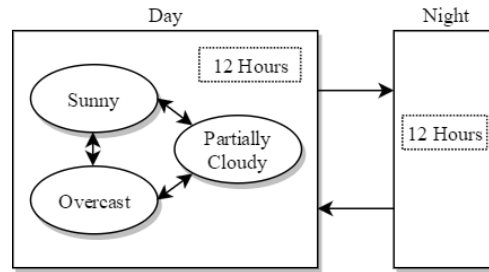 Day
Night
12 Hours
Sunny
Partially
Cloudy
12 Hours
Overcast